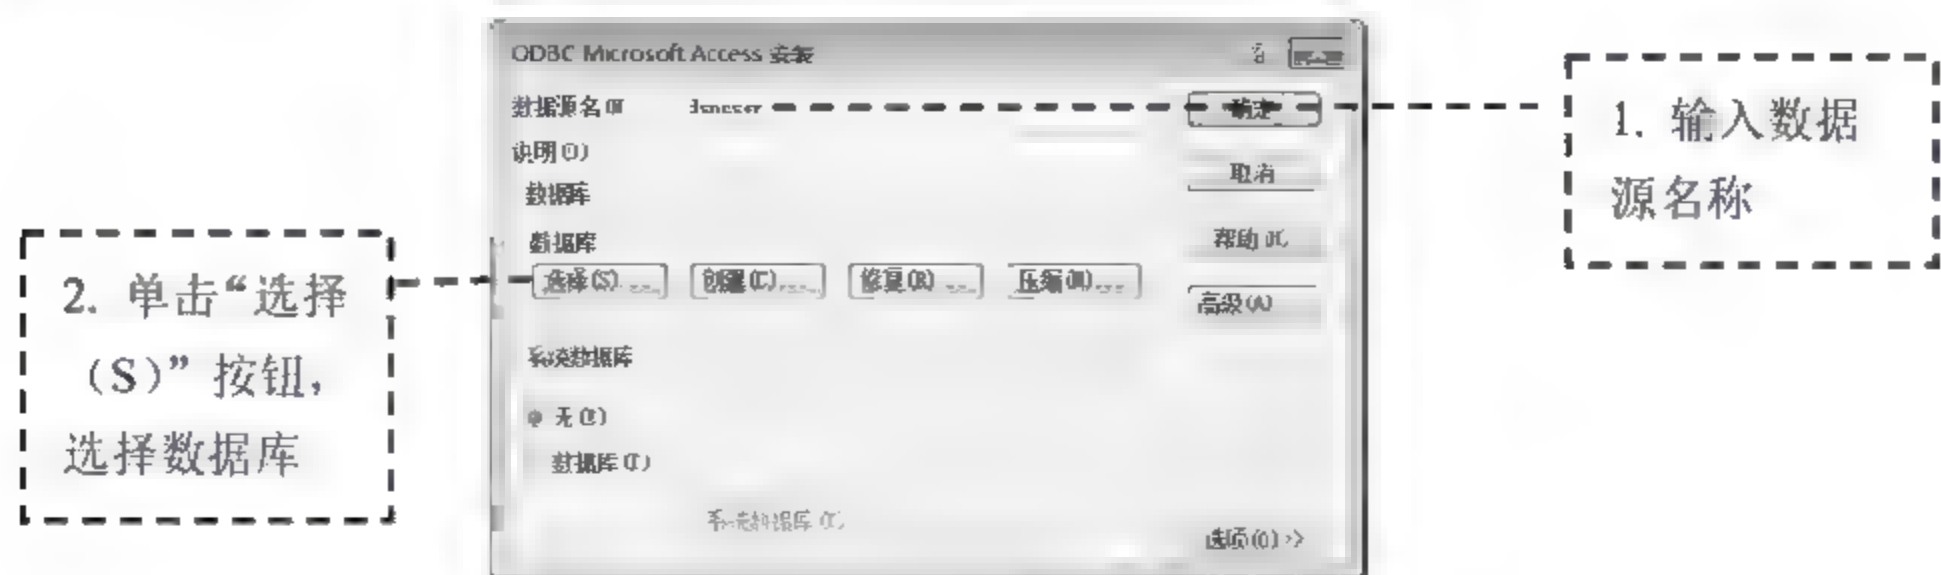 ODBC Microsoft Access 安装
数据源名(N
确定
说明(D)
取消
数据库
数据库
帮助(H)
选择(S)...
创建(C)...
修复(R)...
压缩(M)...
高级(A)
系统数据库
无(E)
数据库(T)
系统数据库(Y)
选项(O)>>
1. 输入数据
源名称
2. 单击“选择
(S)”按钮,
选择数据库